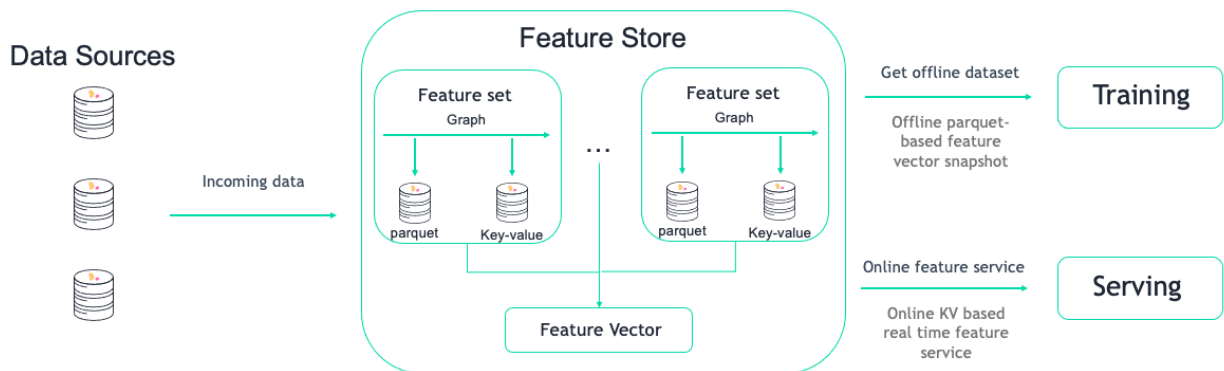 Data Sources
Incoming data
Feature Store
Feature set
Graph
parquet
Key-value
...
Feature set
Graph
parquet
Key-value
Feature Vector
Get offline dataset
Offline parquet-
based feature
vector snapshot
Training
Online feature service
Online KV based
real time feature
service
Serving